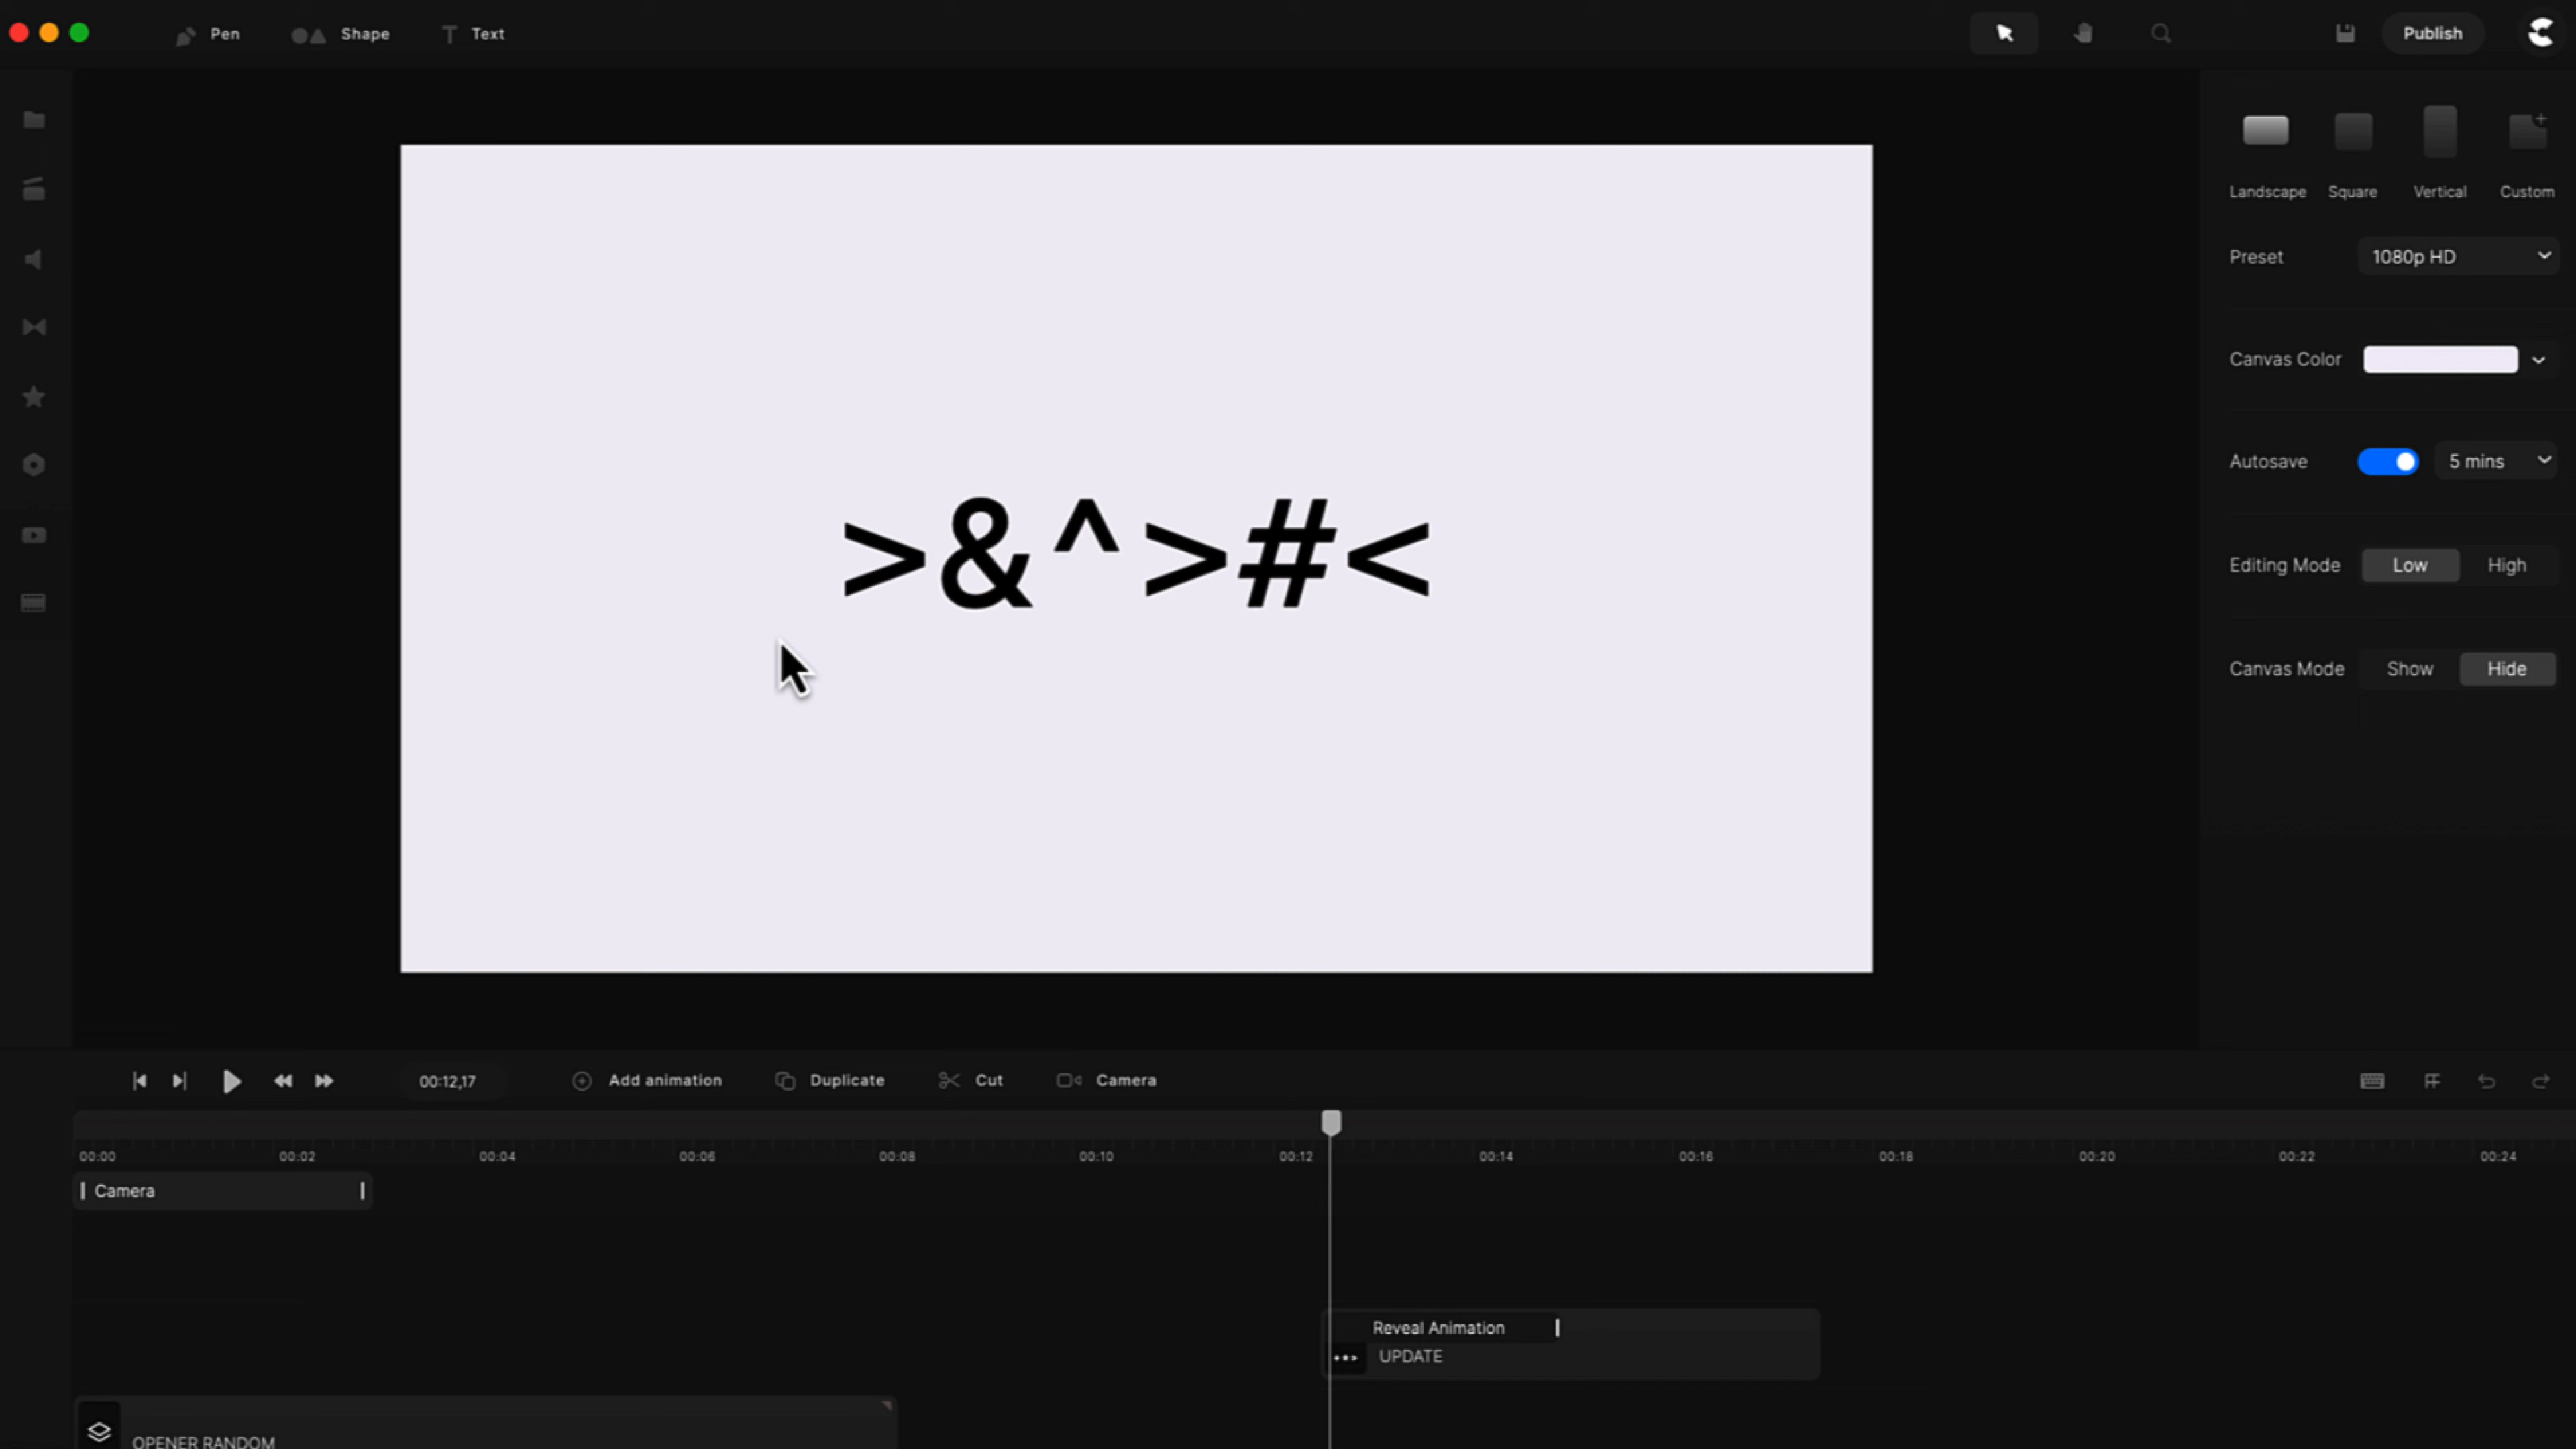 Pen Shape Text Publish
Landscape Square Vertical Custom
Preset 1080p HD
Canvas Color
Autosave 5 mins
Editing Mode Low High
Canvas Mode Show Hide
>&^>#<
00:12,17 Add animation Duplicate Cut Camera
00:00 00:02 00:04 00:06 00:08 00:10 00:12 00:14 00:16 00:18 00:20 00:22 00:24
Camera
Reveal Animation
UPDATE
OPENER RANDOM